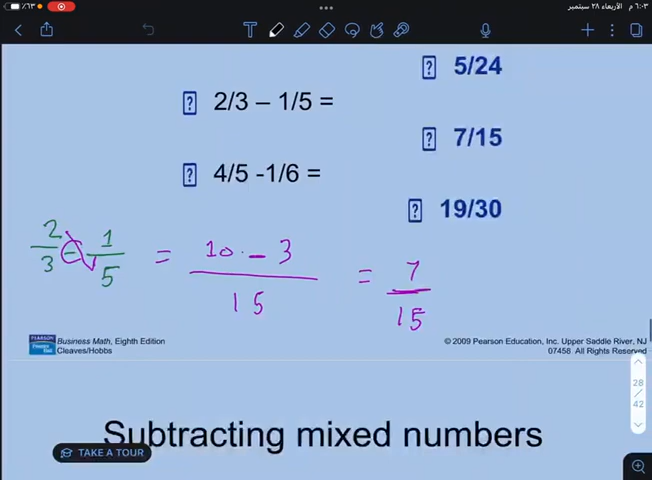 ٪٦٣ ٦:٠٣ م الأربعاء ٢٨ سبتمبر
5/24
2/3 – 1/5 =
7/15
4/5 -1/6 =
19/30
2/3 - 1/5 = 10 - 3 / 15 = 7/15
PEARSON
Business Math, Eighth Edition
Cleaves/Hobbs
© 2009 Pearson Education, Inc. Upper Saddle River, NJ
07458 All Rights Reserved
28 / 42
Subtracting mixed numbers
TAKE A TOUR